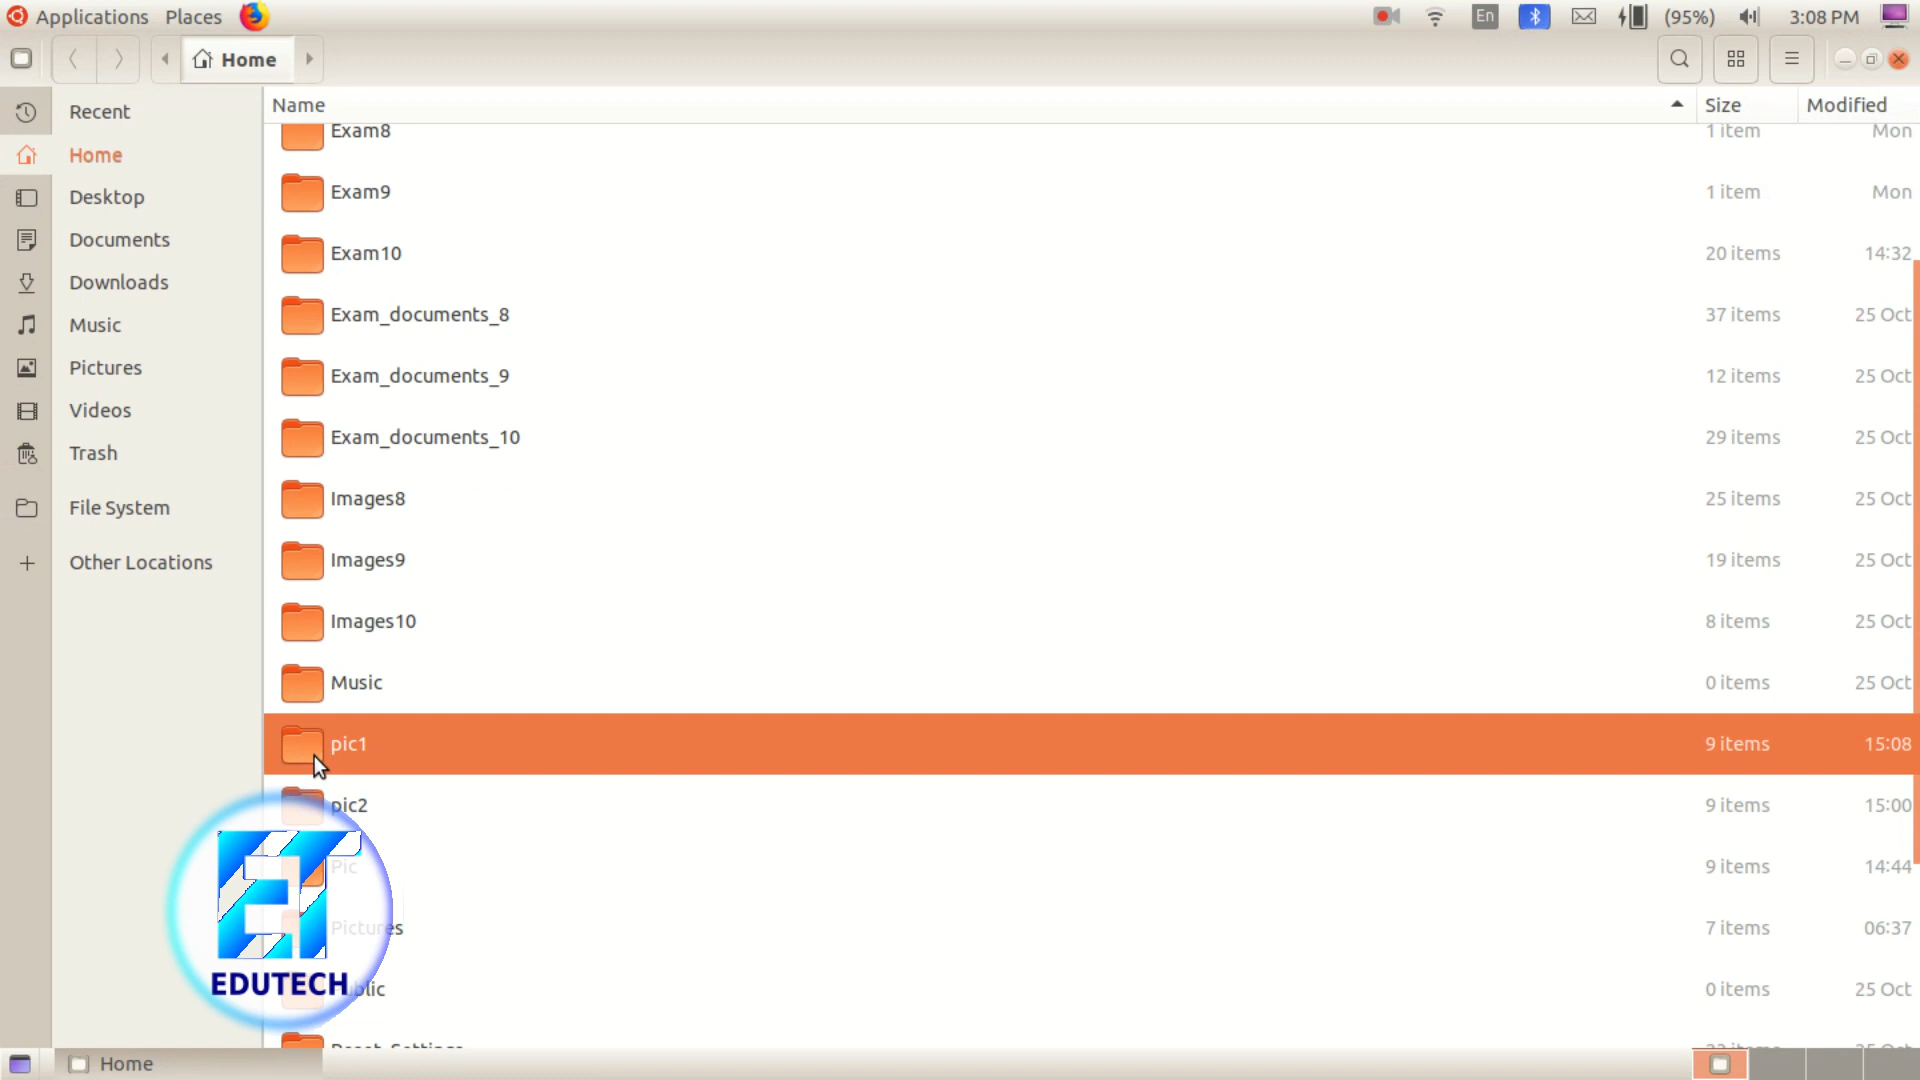 Applications Places En (95%) 3:08 PM
Home
Name Size Modified
Recent
Home
Desktop
Documents
Downloads
Music
Pictures
Videos
Trash
File System
Other Locations
Exam8 1 item Mon
Exam9 1 item Mon
Exam10 20 items 14:32
Exam_documents_8 37 items 25 Oct
Exam_documents_9 12 items 25 Oct
Exam_documents_10 29 items 25 Oct
Images8 25 items 25 Oct
Images9 19 items 25 Oct
Images10 8 items 25 Oct
Music 0 items 25 Oct
pic1 9 items 15:08
pic2 9 items 15:00
Pic 9 items 14:44
Pictures 7 items 06:37
Public 0 items 25 Oct
ET
EDUTECH
Home